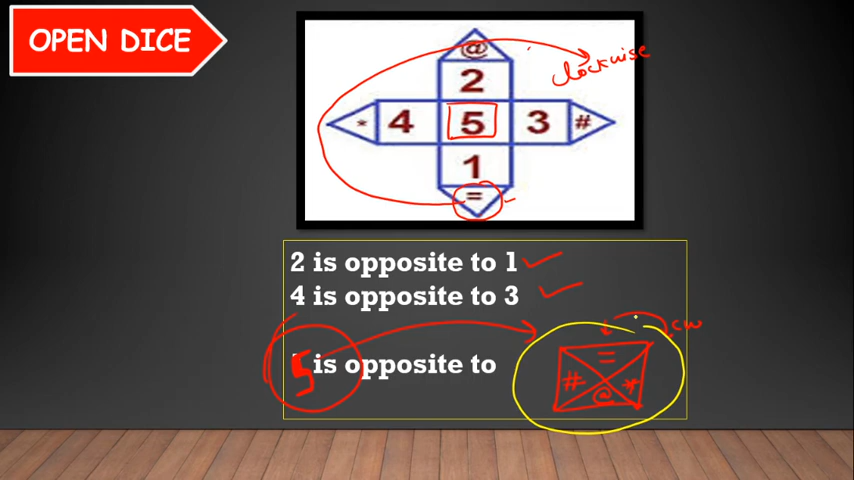 OPEN DICE
@
2
clockwise
* 4 5 3 #
1
=
2 is opposite to 1
4 is opposite to 3
cw
5 is opposite to
=
# *
@